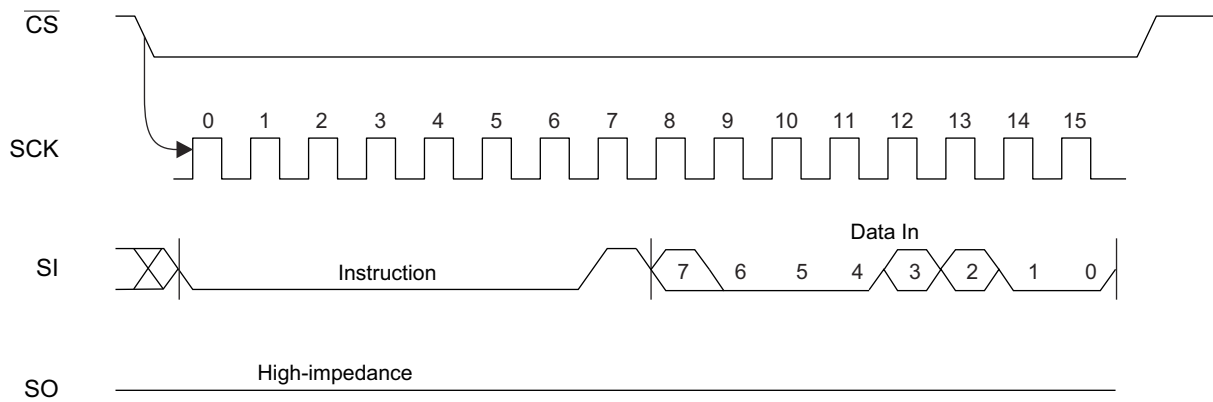 CS
0 1 2 3 4 5 6 7 8 9 10 11 12 13 14 15
SCK
Data In
SI
Instruction
7 6 5 4 3 2 1 0
High-impedance
SO